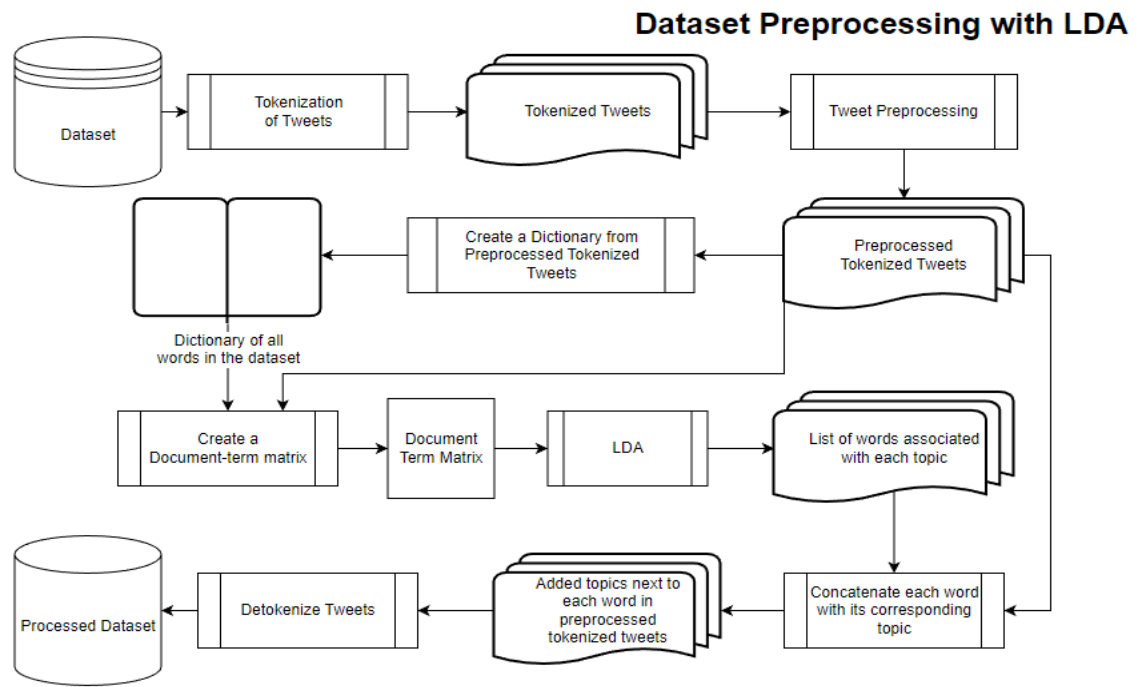 Dataset Preprocessing with LDA
Dataset
Tokenization
of Tweets
Tokenized Tweets
Tweet Preprocessing
Create a Dictionary from
Preprocessed Tokenized
Tweets
Preprocessed
Tokenized Tweets
Dictionary of all
words in the dataset
Create a
Document-term matrix
Document
Term Matrix
LDA
List of words associated
with each topic
Processed Dataset
Detokenize Tweets
Added topics next to
each word in
preprocessed
tokenized tweets
Concatenate each word
with its corresponding
topic